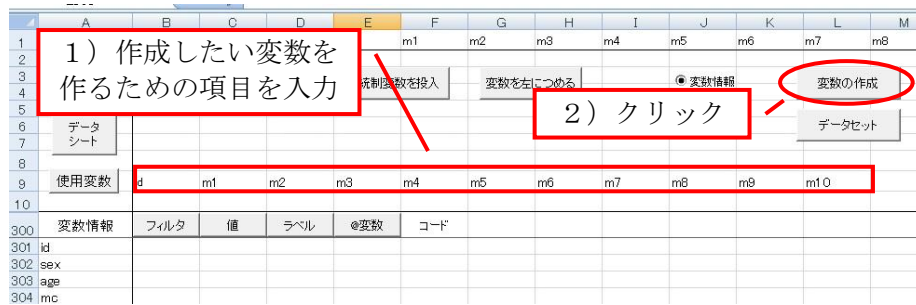 A B C D E F G H I J K L M
1 m1 m2 m3 m4 m5 m6 m7 m8
1）作成したい変数を
作るための項目を入力
2
3 統制変数を投入 変数を左につめる 変数情報 変数の作成
4
5
2）クリック
6 データ データセット
7 シート
8
9 使用変数 id m1 m2 m3 m4 m5 m6 m7 m8 m9 m10
10
300 変数情報 フィルタ 値 ラベル @変数 コード
301 id
302 sex
303 age
304 mc